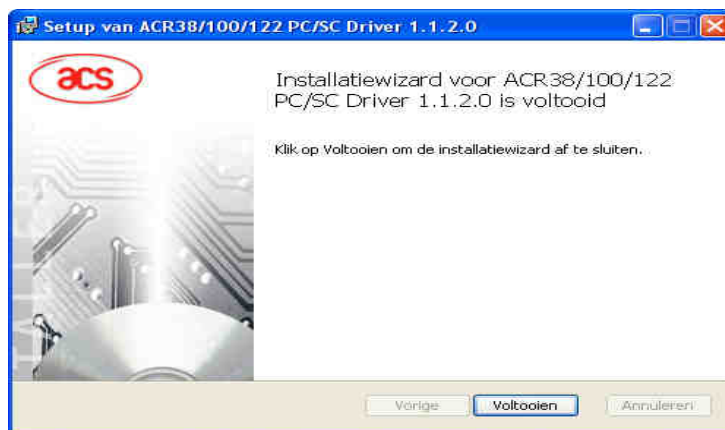 Setup van ACR38/100/122 PC/SC Driver 1.1.2.0
acs
Installatiewizard voor ACR38/100/122
PC/SC Driver 1.1.2.0 is voltooid
Klik op Voltooien om de installatiewizard af te sluiten.
Vorige
Voltooien
Annuleren